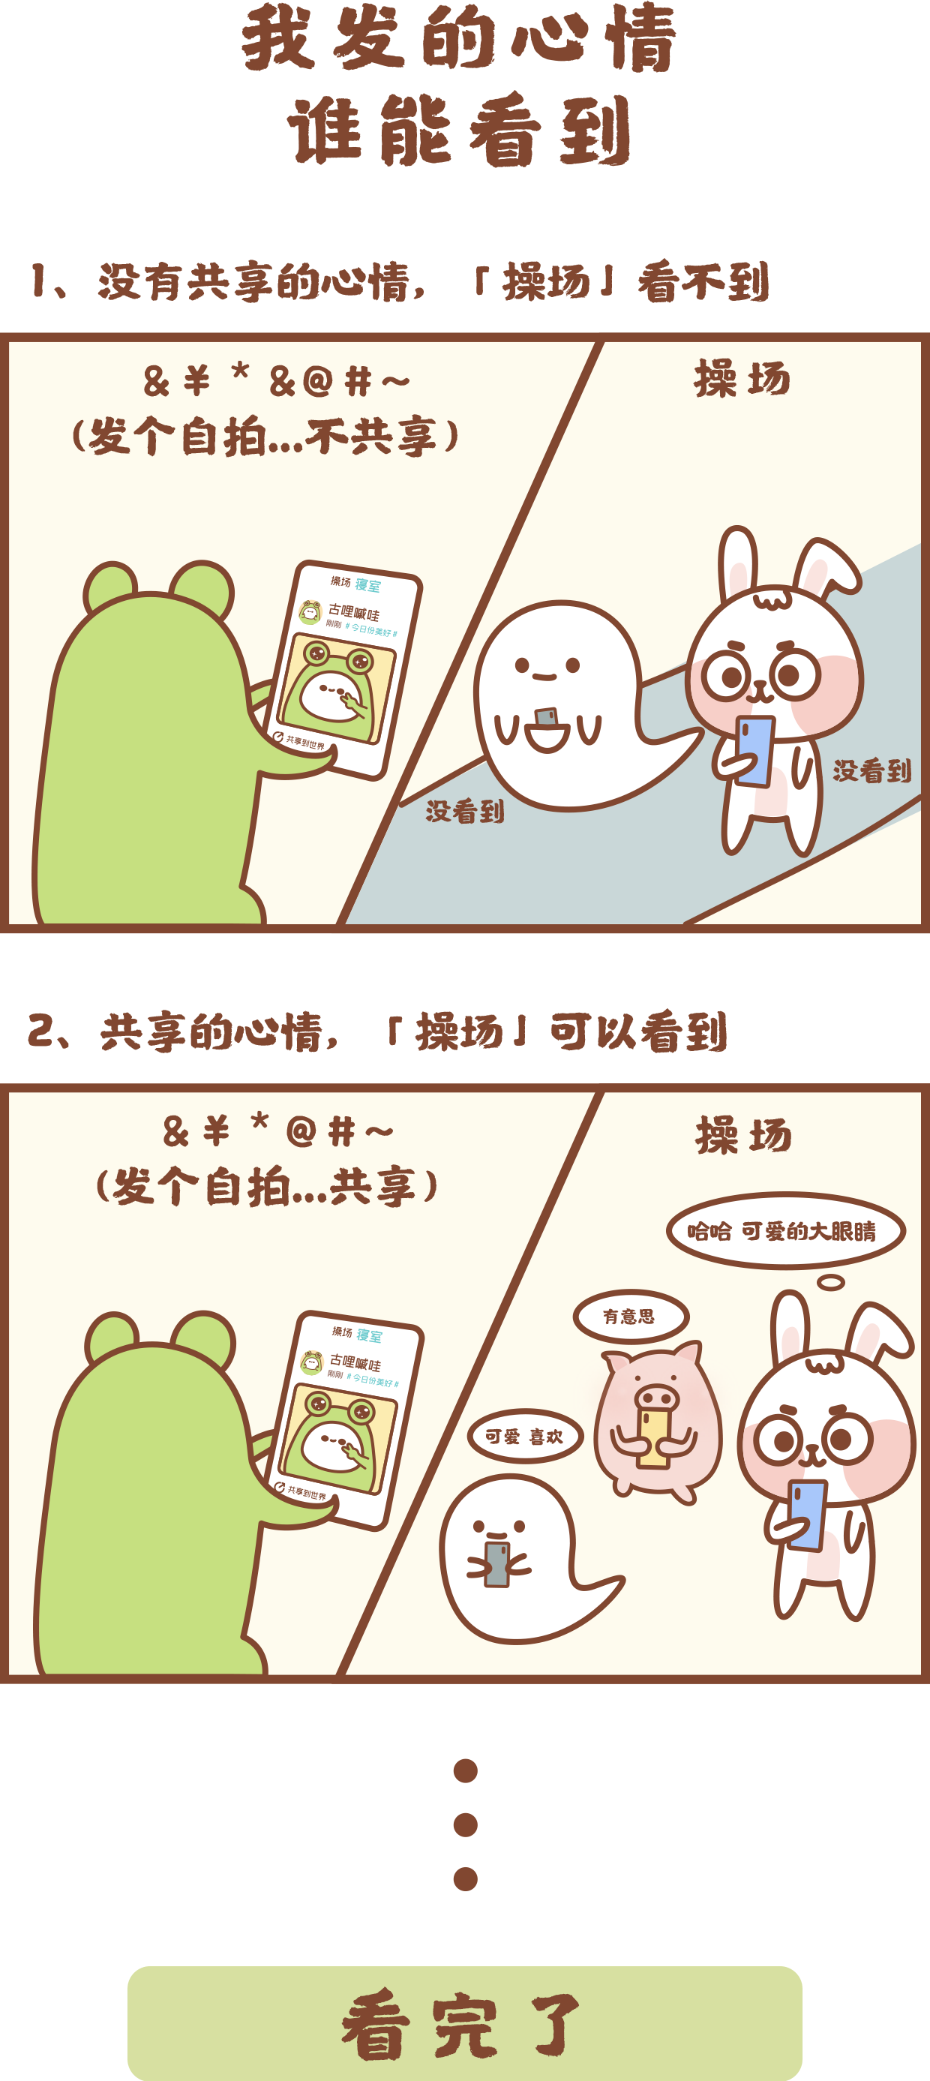 我发的心情
谁能看到
1、没有共享的心情，「操场」看不到
&￥*&@#~
（发个自拍...不共享）
操场 寝室
古哩喊哇
刚刚 #今日份美好#
共享到世界
操场
没看到
没看到
2、共享的心情，「操场」可以看到
&￥*@#~
（发个自拍...共享）
操场 寝室
古哩喊哇
刚刚 #今日份美好#
共享到世界
操场
哈哈 可爱的大眼睛
有意思
可爱 喜欢
看完了